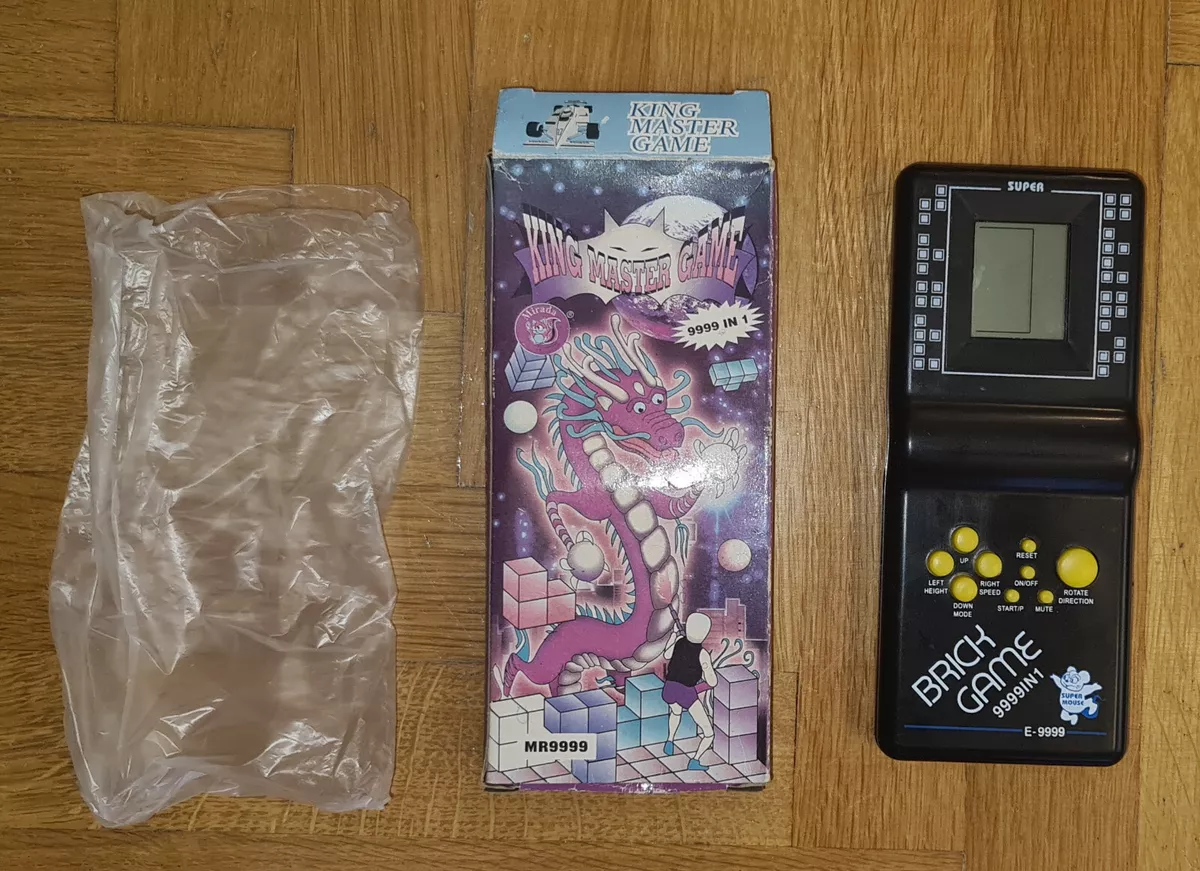 KING
MASTER
GAME
KING MASTER GAME
Mirada ®
9999 IN 1
MR9999
SUPER
UP
LEFT
HEIGHT
RIGHT
SPEED
DOWN
MODE
RESET
ON/OFF
START/P
MUTE
ROTATE
DIRECTION
BRICK
GAME
9999IN1
SUPER
MOUSE
E-9999